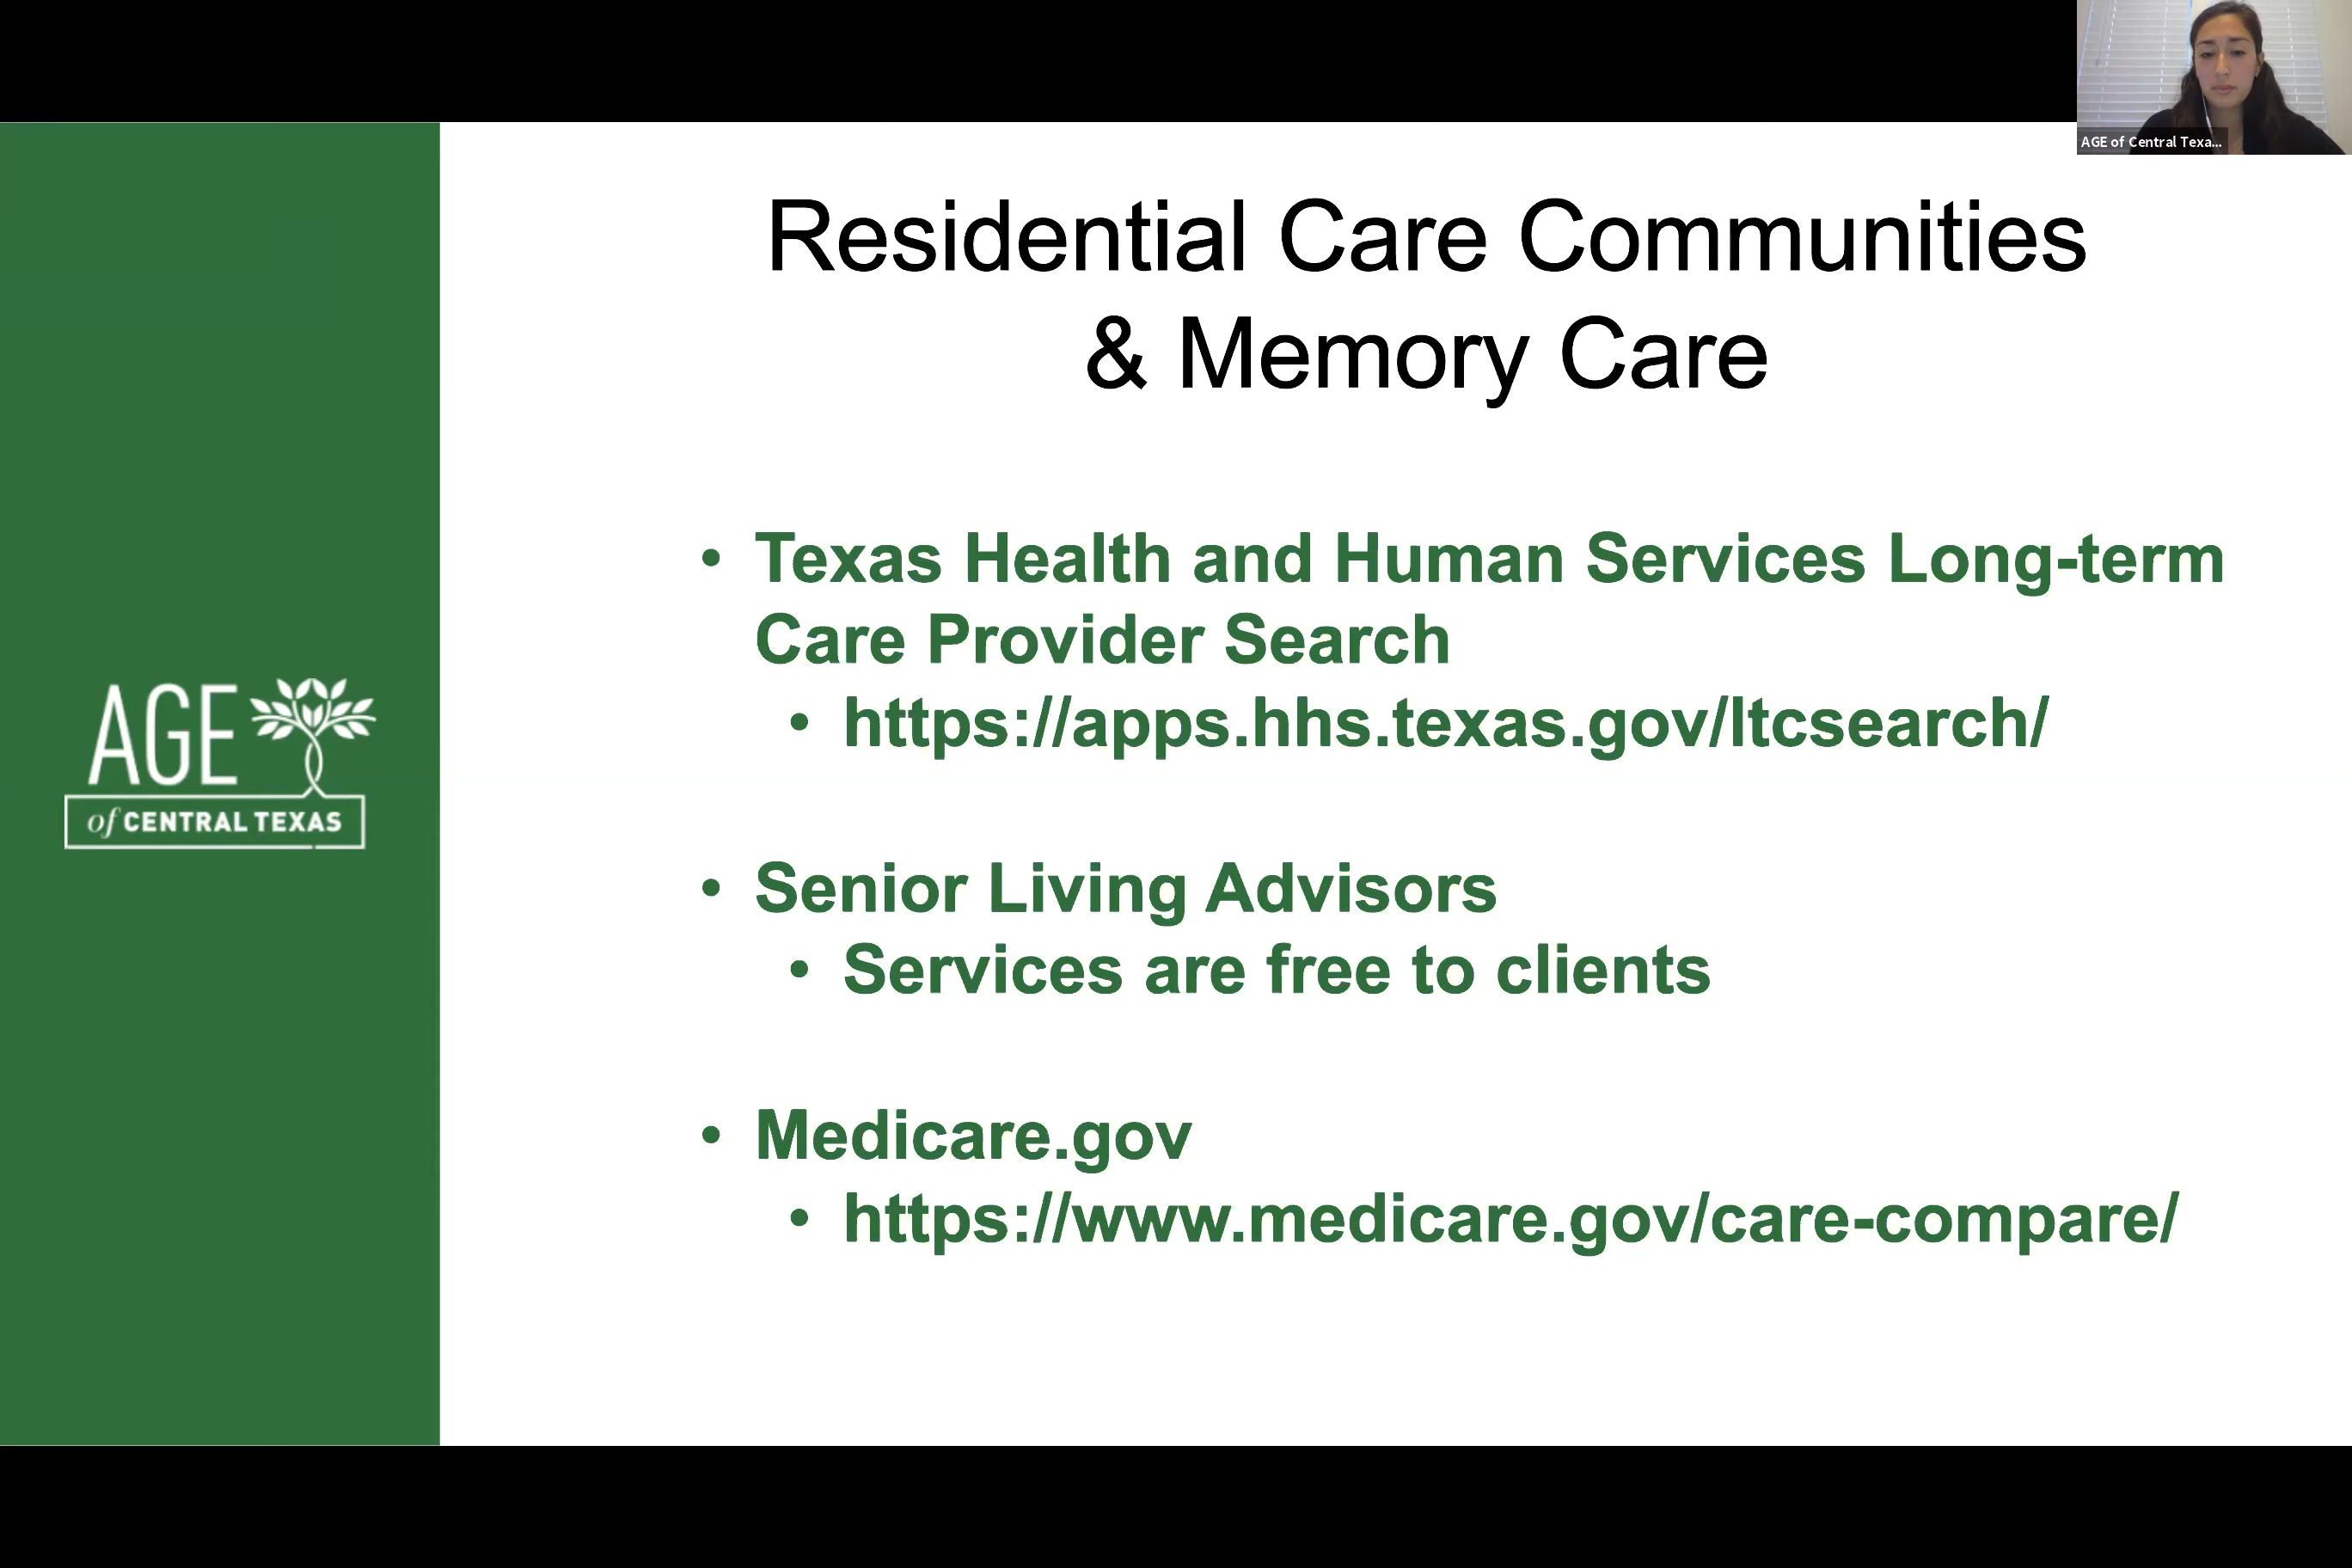 AGE of Central Texa...
Residential Care Communities
& Memory Care
• Texas Health and Human Services Long-term
Care Provider Search
• https://apps.hhs.texas.gov/ltcsearch/
• Senior Living Advisors
• Services are free to clients
• Medicare.gov
• https://www.medicare.gov/care-compare/
AGE
of CENTRAL TEXAS